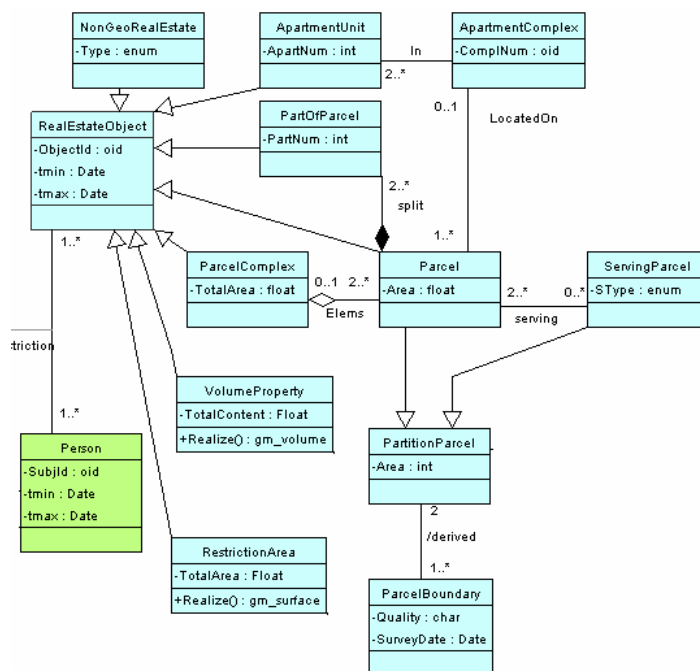 NonGeoRealEstate
-Type : enum
ApartmentUnit
-ApartNum : int
In
2..*
ApartmentComplex
-ComplNum : oid
0..1
LocatedOn
RealEstateObject
-ObjectId : oid
-tmin : Date
-tmax : Date
PartOfParcel
-PartNum : int
2..*
split
1..*
1..*
ParcelComplex
-TotalArea : float
0..1
2..*
Elems
Parcel
-Area : float
2..*
0..*
serving
ServingParcel
-SType : enum
triction
VolumeProperty
-TotalContent : Float
+Realize() : gm_volume
1..*
Person
-SubjId : oid
-tmin : Date
-tmax : Date
PartitionParcel
-Area : int
2
/derived
1..*
RestrictionArea
-TotalArea : Float
+Realize() : gm_surface
ParcelBoundary
-Quality : char
-SurveyDate : Date